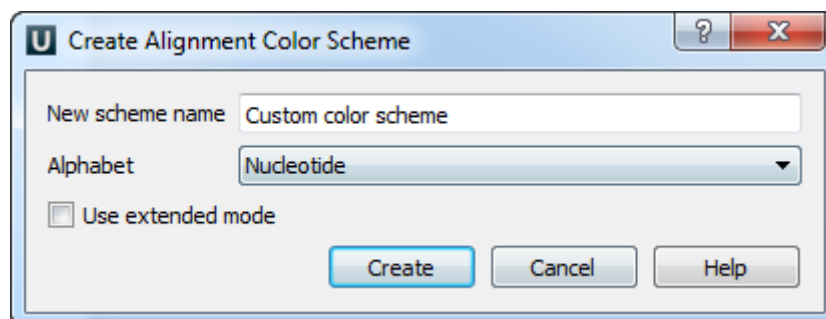 U Create Alignment Color Scheme ? X
New scheme name Custom color scheme
Alphabet Nucleotide
Use extended mode
Create Cancel Help